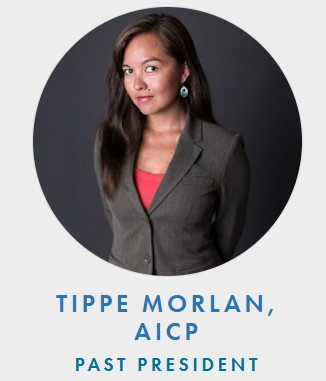 TIPPE MORLAN,
AICP
PAST PRESIDENT